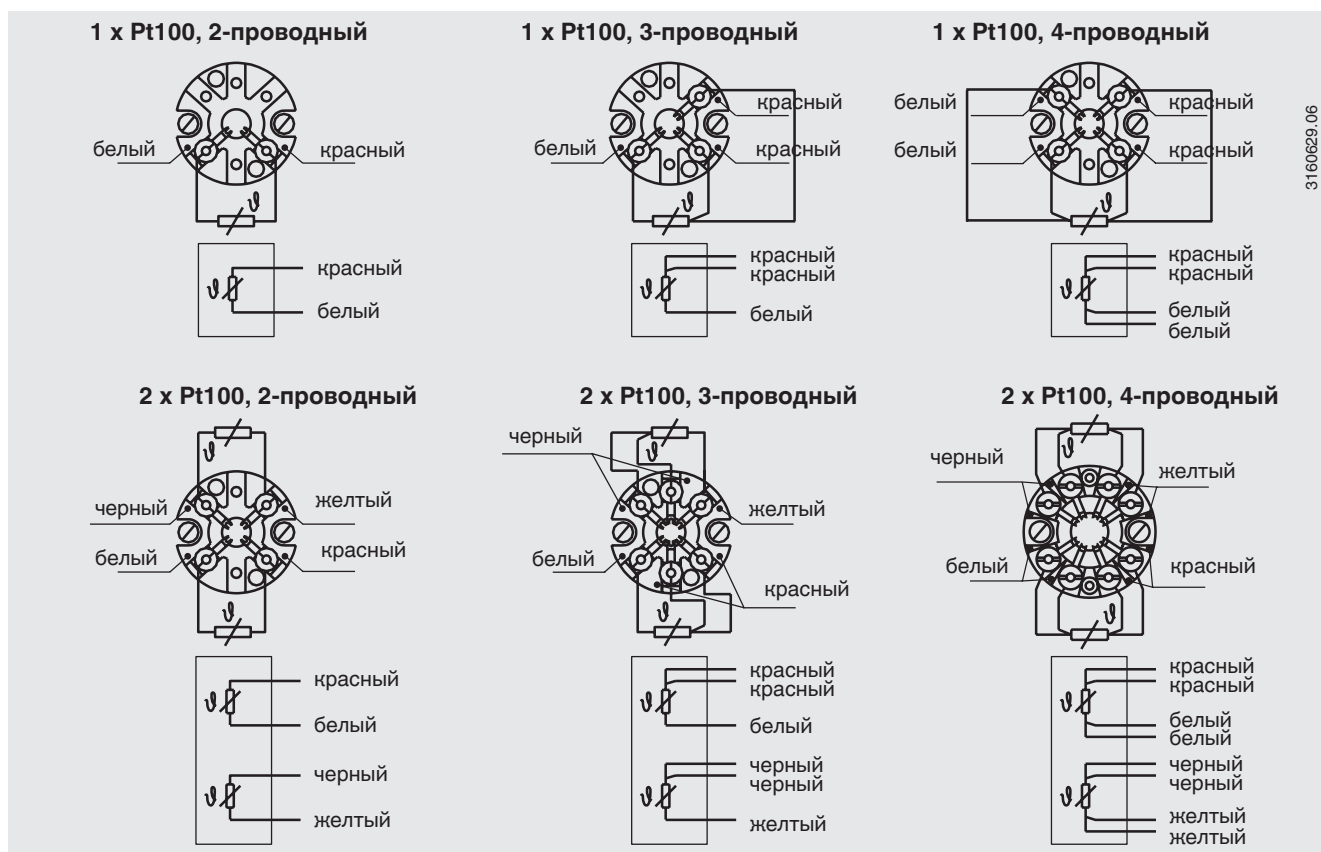 1 x Pt100, 2-проводный
белый
красный
ϑ
ϑ
красный
белый
1 x Pt100, 3-проводный
красный
белый
красный
ϑ
ϑ
красный
красный
белый
1 x Pt100, 4-проводный
белый
красный
белый
красный
ϑ
ϑ
красный
красный
белый
белый
3160629.06
2 x Pt100, 2-проводный
ϑ
черный
желтый
белый
красный
ϑ
ϑ
красный
белый
ϑ
черный
желтый
2 x Pt100, 3-проводный
черный
ϑ
желтый
белый
красный
ϑ
ϑ
красный
красный
белый
ϑ
черный
черный
желтый
2 x Pt100, 4-проводный
ϑ
черный
желтый
белый
красный
ϑ
ϑ
красный
красный
белый
белый
ϑ
черный
черный
желтый
желтый